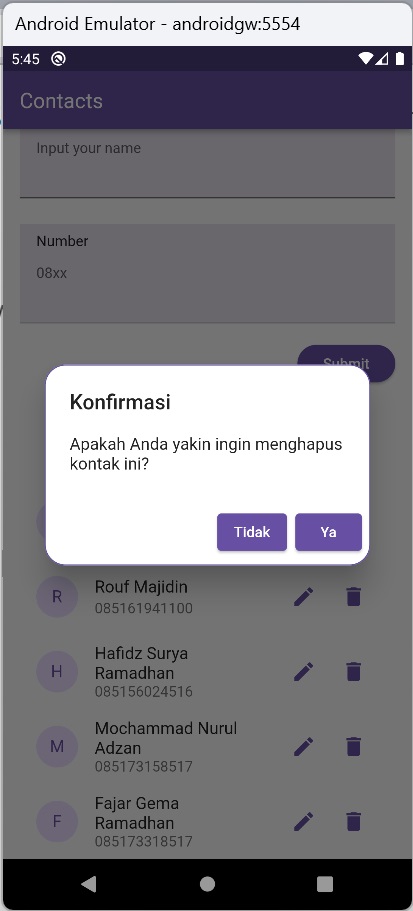 Android Emulator - androidgw:5554
5:45
Contacts
Input your name
Number
08xx
Submit
Konfirmasi
Apakah Anda yakin ingin menghapus
kontak ini?
Tidak
Ya
R
Rouf Majidin
085161941100
H
Hafidz Surya
Ramadhan
085156024516
M
Mochammad Nurul
Adzan
085173158517
F
Fajar Gema
Ramadhan
085173318517